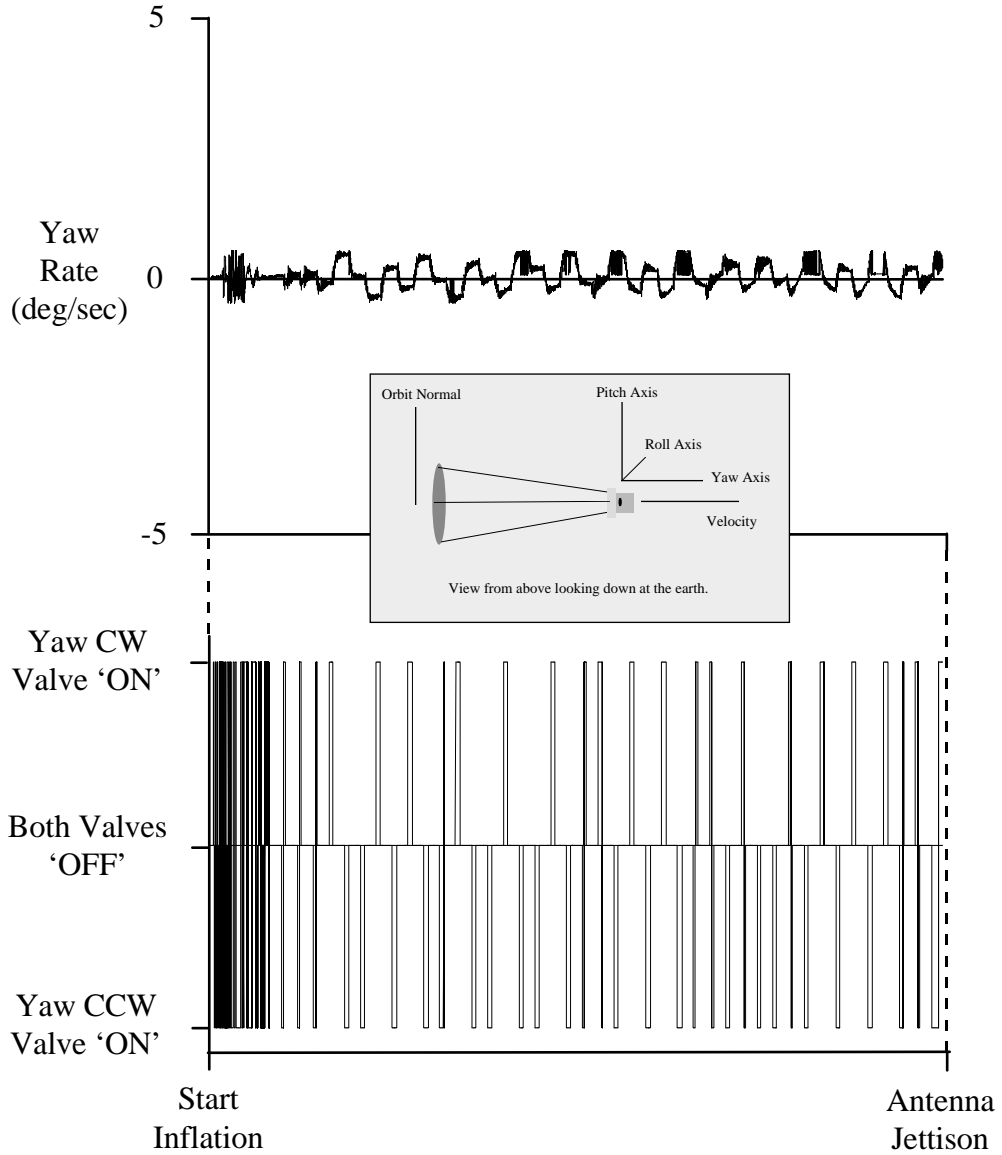 5
Yaw
Rate
(deg/sec)
0
Orbit Normal
Pitch Axis
Roll Axis
Yaw Axis
Velocity
View from above looking down at the earth.
-5
Yaw CW
Valve ‘ON’
Both Valves
‘OFF’
Yaw CCW
Valve ‘ON’
Start
Inflation
Antenna
Jettison